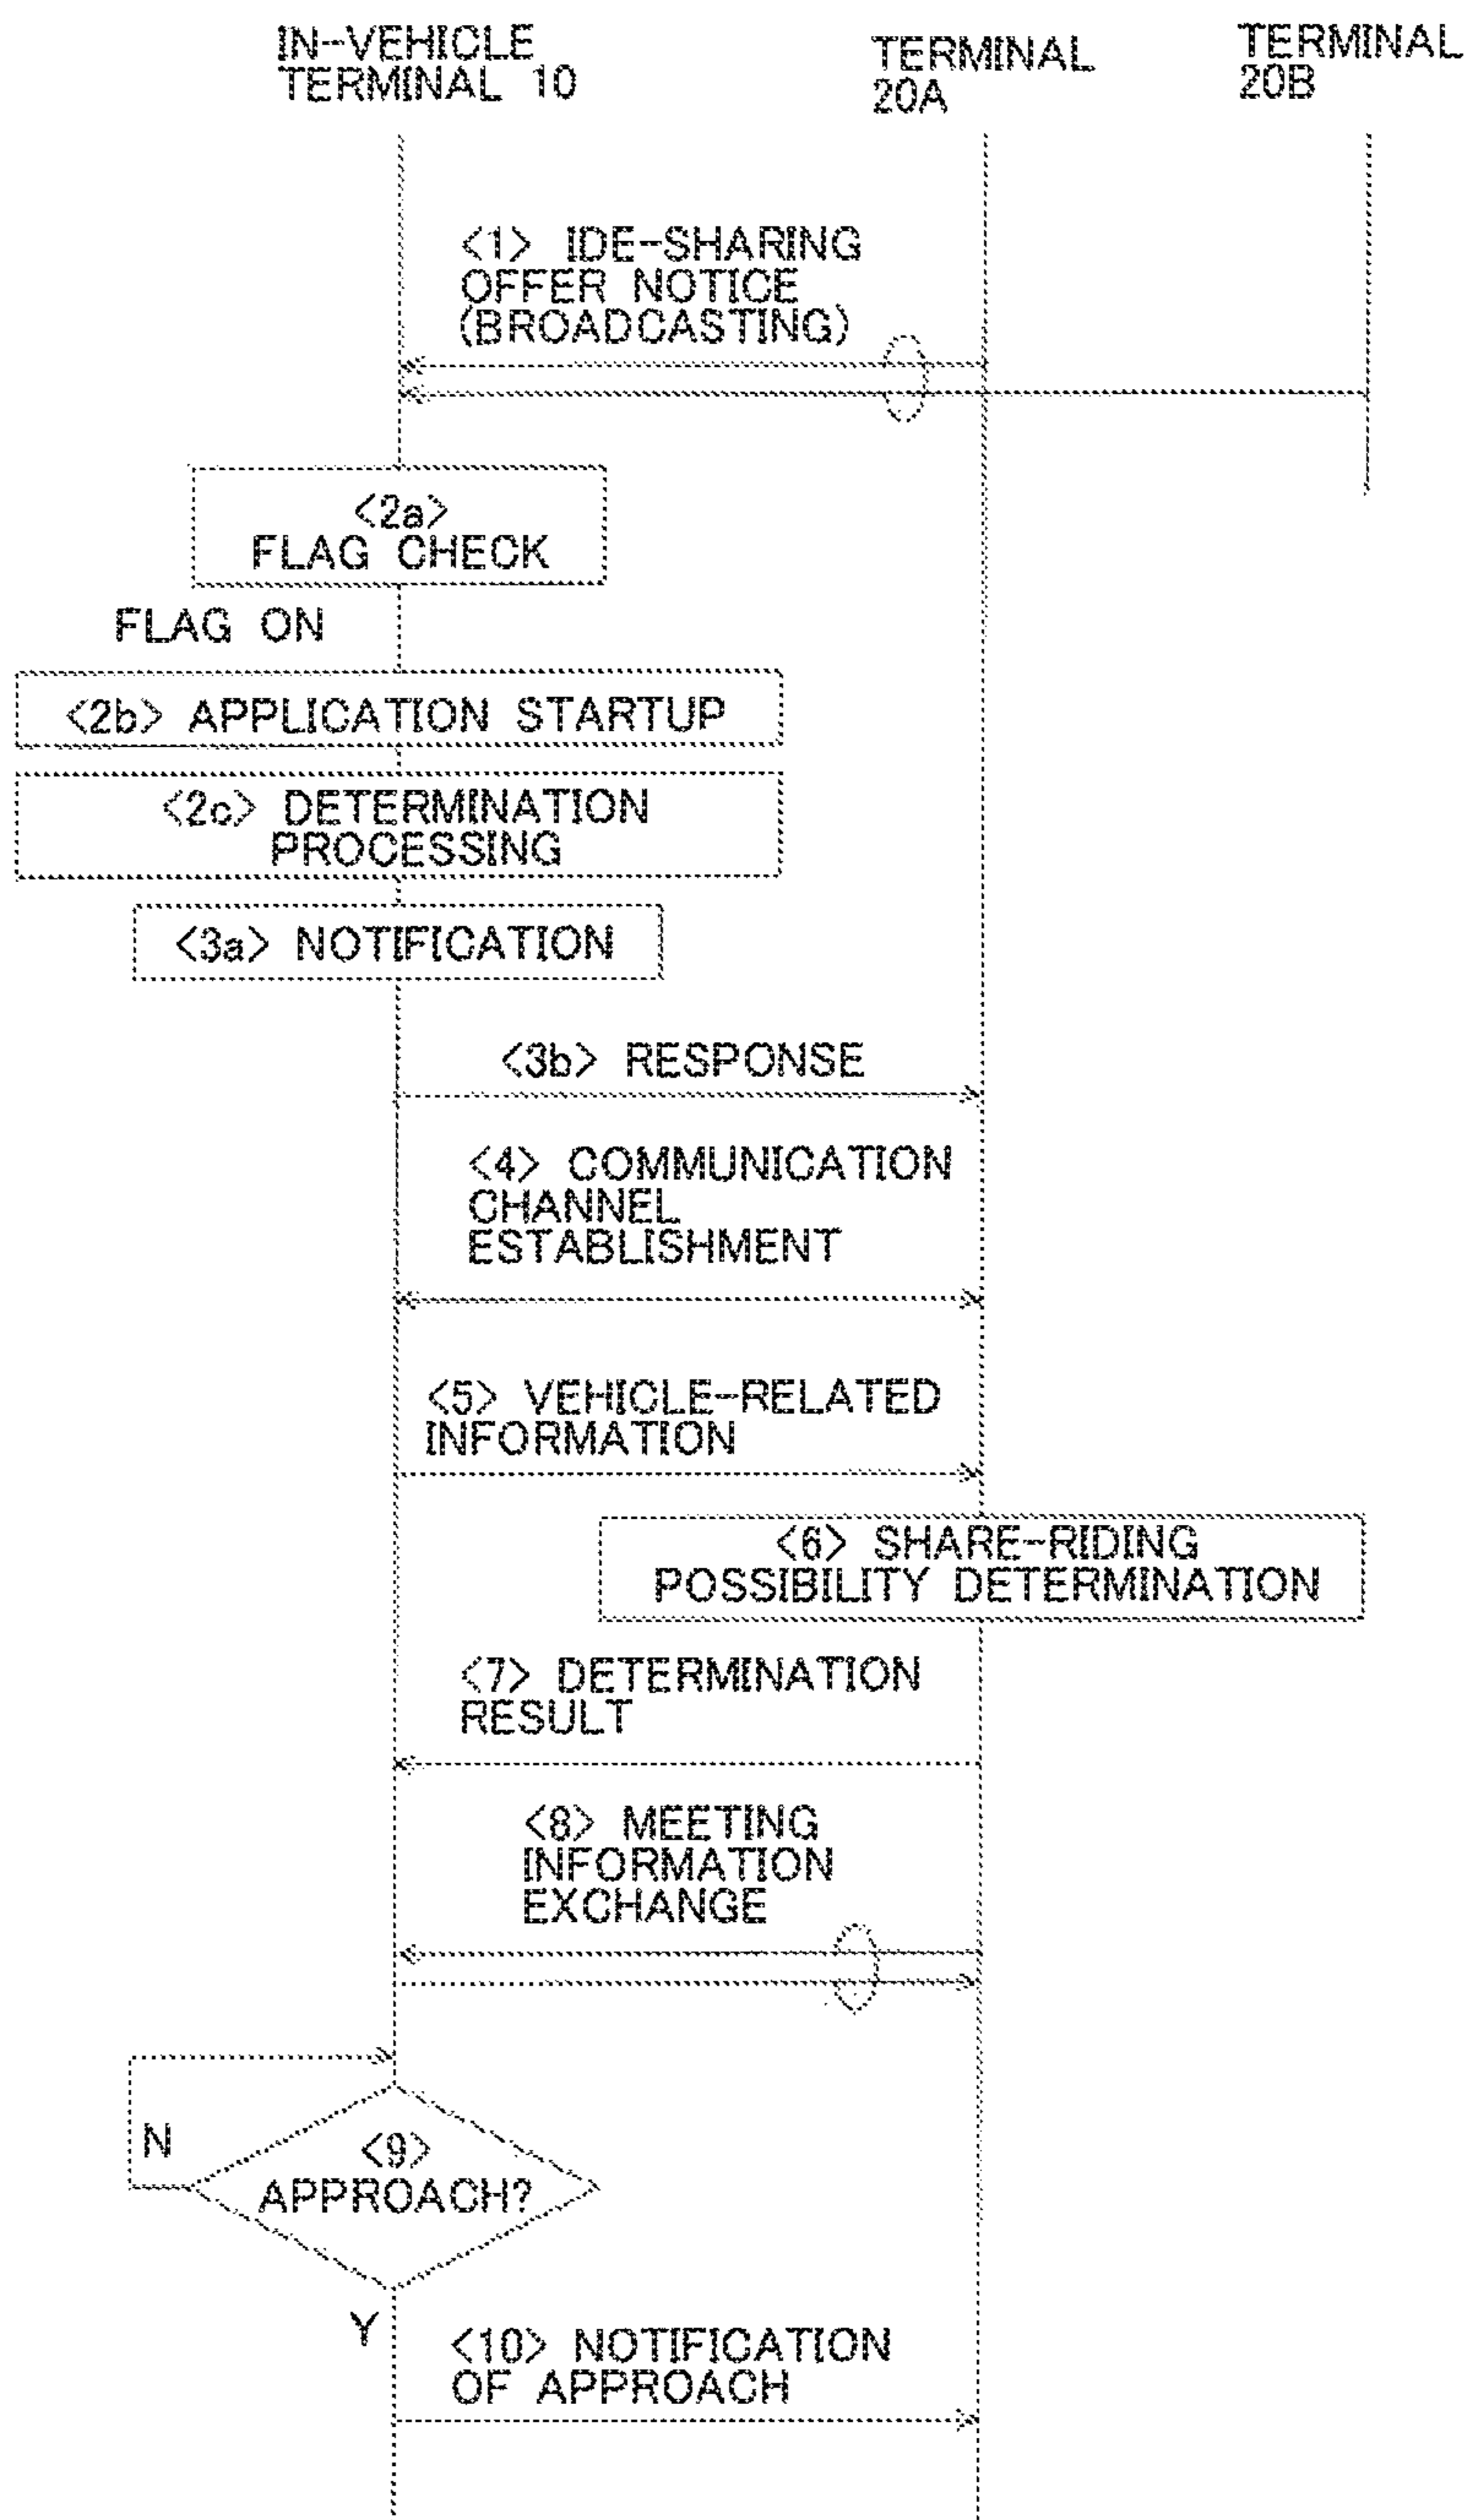 IN-VEHICLE
TERMINAL 10
TERMINAL
20A
TERMINAL
20B
<1> IDE-SHARING
OFFER NOTICE
(BROADCASTING)
<2a>
FLAG CHECK
FLAG ON
<2b> APPLICATION STARTUP
<2c> DETERMINATION
PROCESSING
<3a> NOTIFICATION
<3b> RESPONSE
<4> COMMUNICATION
CHANNEL
ESTABLISHMENT
<5> VEHICLE-RELATED
INFORMATION
<6> SHARE-RIDING
POSSIBILITY DETERMINATION
<7> DETERMINATION
RESULT
<8> MEETING
INFORMATION
EXCHANGE
N
<9>
APPROACH?
Y
<10> NOTIFICATION
OF APPROACH